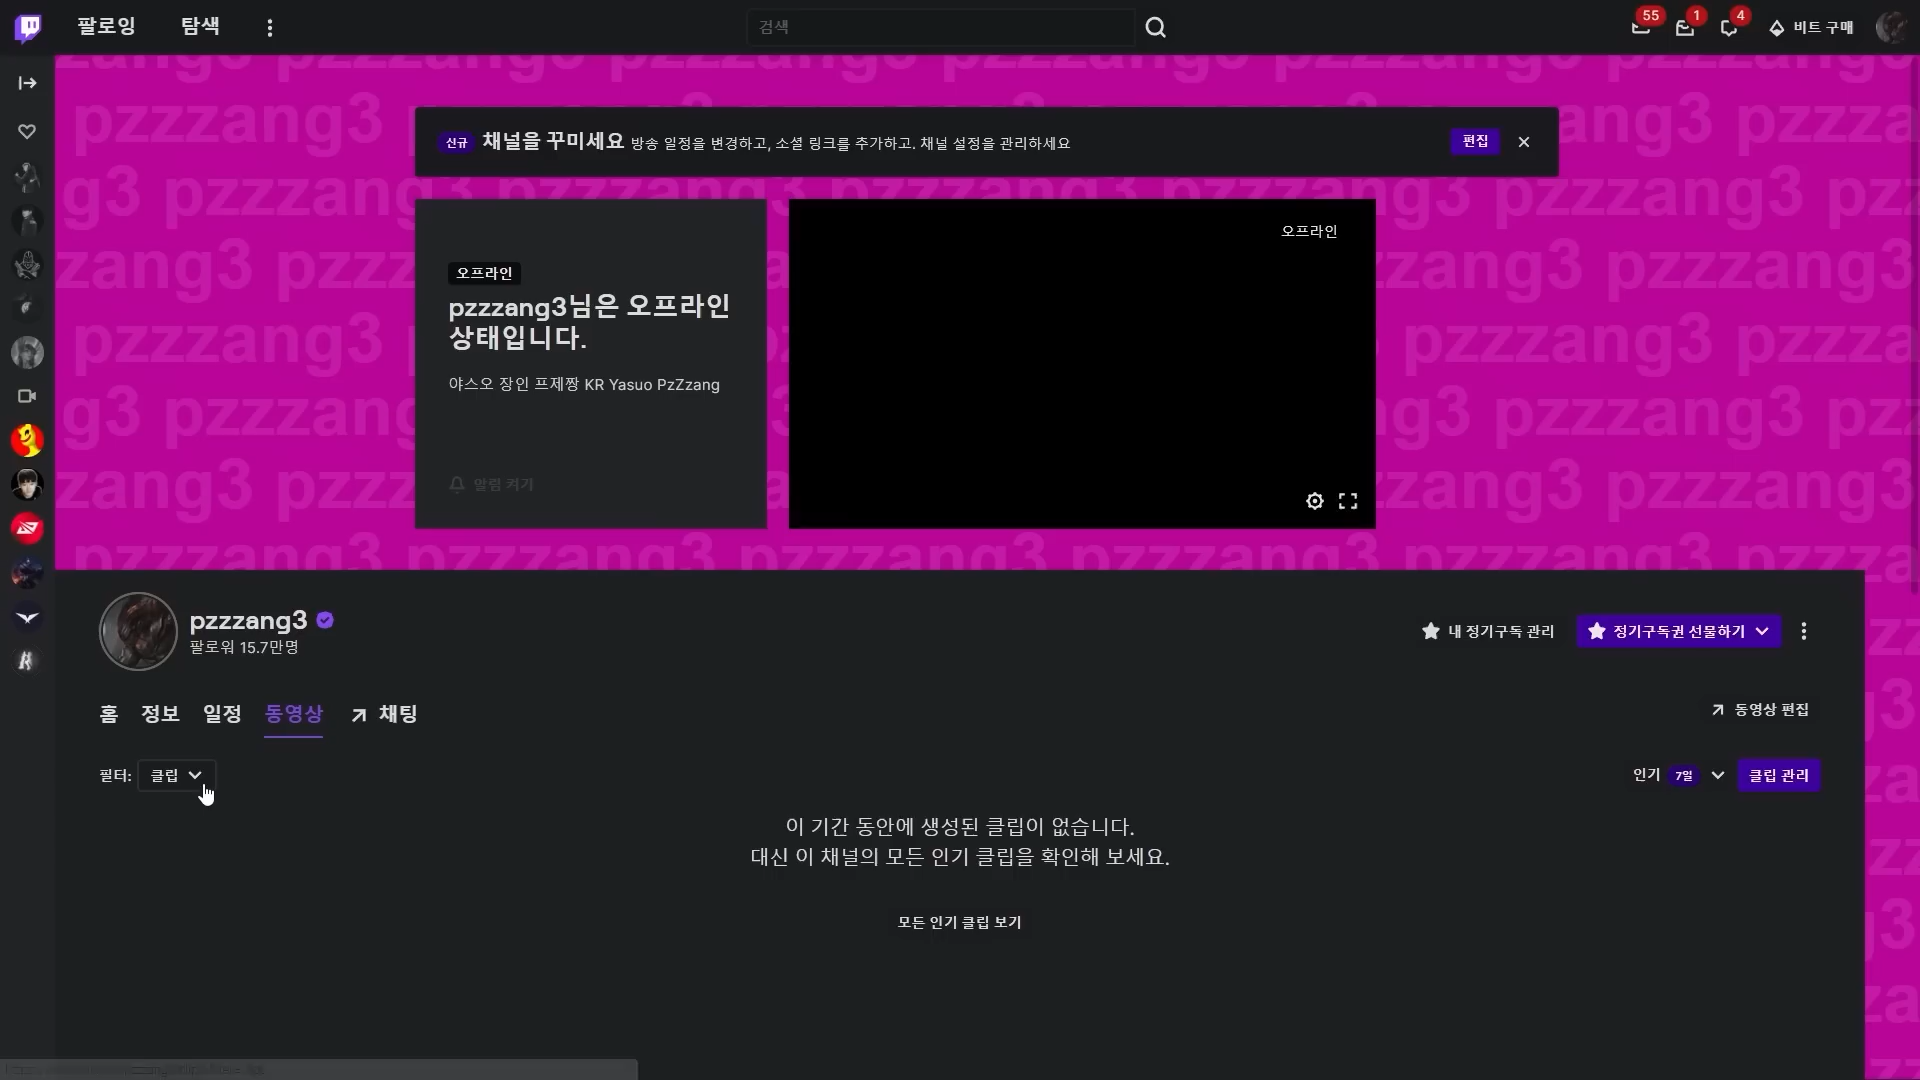 팔로잉
탐색
검색
55
1
4
비트 구매
신규 채널을 꾸미세요 방송 일정을 변경하고, 소셜 링크를 추가하고. 채널 설정을 관리하세요
편집
오프라인
오프라인
pzzzang3님은 오프라인
상태입니다.
야스오 장인 프제짱 KR Yasuo PzZzang
알림 켜기
pzzzang3
팔로워 15.7만명
내 정기구독 관리
정기구독권 선물하기
홈 정보 일정 동영상 채팅
동영상 편집
필터: 클립
인기 7일
클립 관리
이 기간 동안에 생성된 클립이 없습니다.
대신 이 채널의 모든 인기 클립을 확인해 보세요.
모든 인기 클립 보기
pzzzang3 pzzzang3 pzzzang3 pzzzang3 pzzzang3